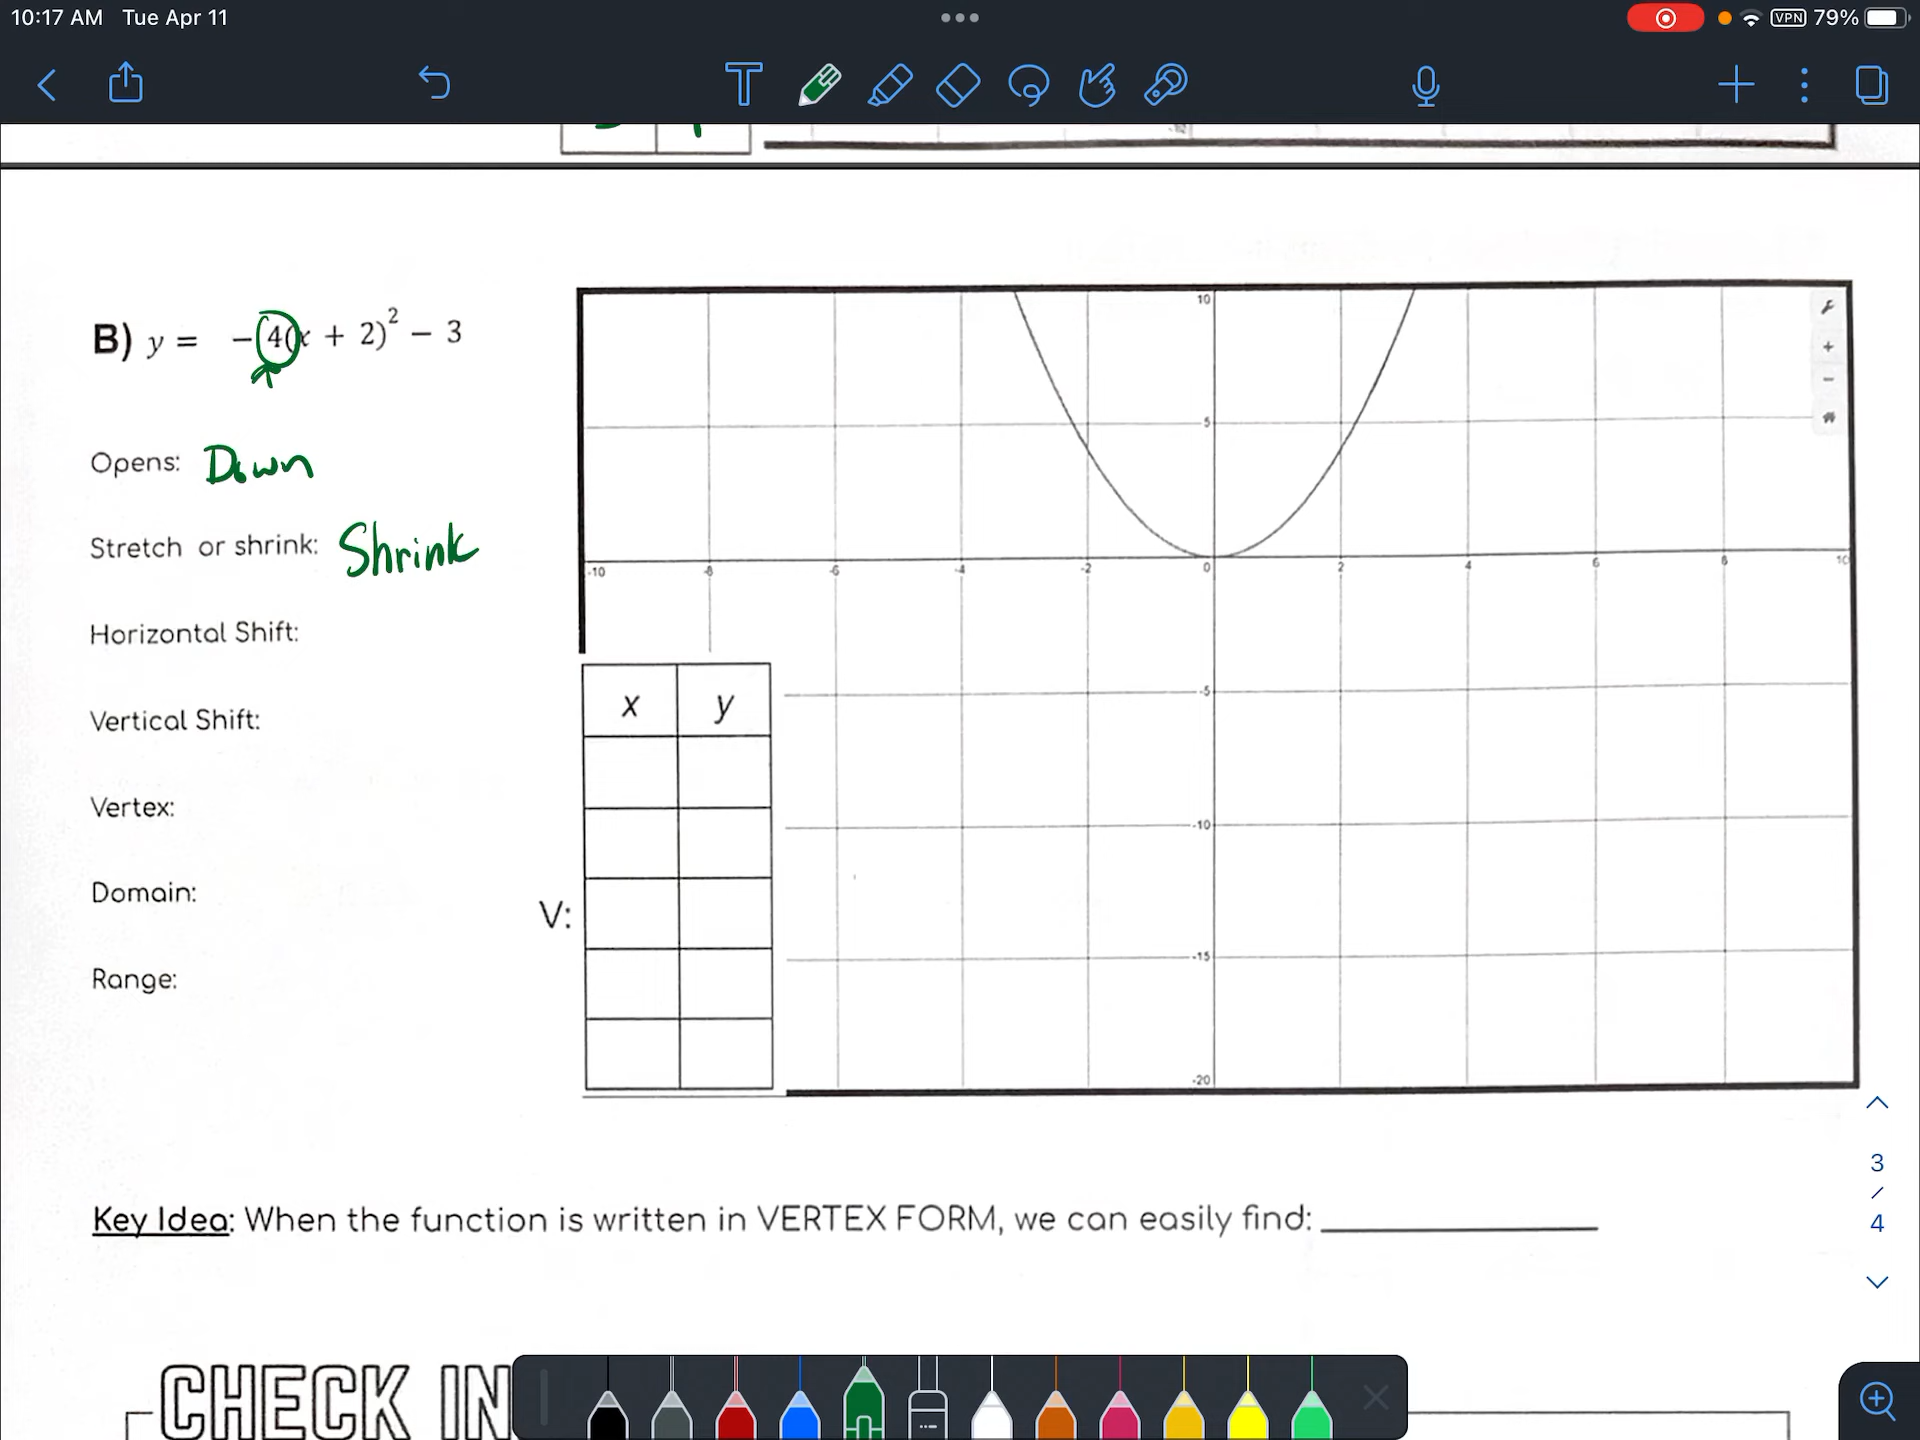 10:17 AM Tue Apr 11
VPN 79%
B) y = -4(x + 2)² - 3
Opens: Down
Stretch or shrink: Shrink
Horizontal Shift:
Vertical Shift:
Vertex:
Domain:
Range:
10
5
-10 -8 -6 -4 -2 0 2 4 6 8 10
-5
-10
-15
-20
x y
V:
Key Idea: When the function is written in VERTEX FORM, we can easily find:
3
/
4
CHECK IN